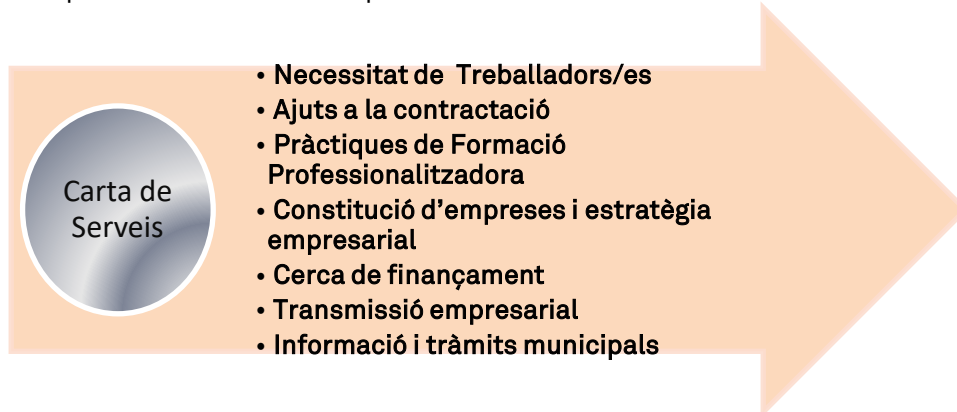 Carta de
Serveis
• Necessitat de Treballadors/es
• Ajuts a la contractació
• Pràctiques de Formació
Professionalitzadora
• Constitució d’empreses i estratègia
empresarial
• Cerca de finançament
• Transmissió empresarial
• Informació i tràmits municipals